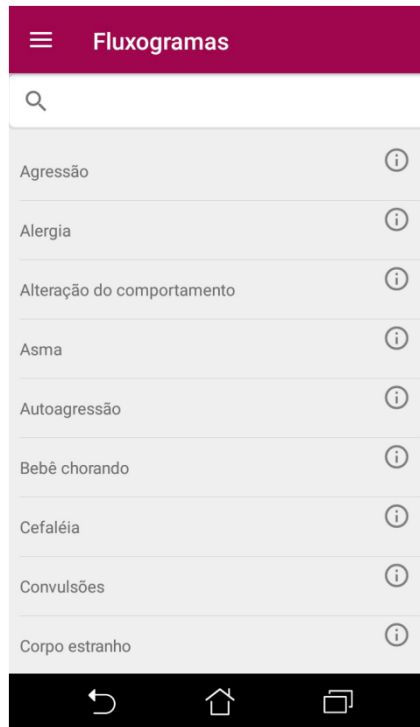 Fluxogramas
Agressão
Alergia
Alteração do comportamento
Asma
Autoagressão
Bebê chorando
Cefaléia
Convulsões
Corpo estranho